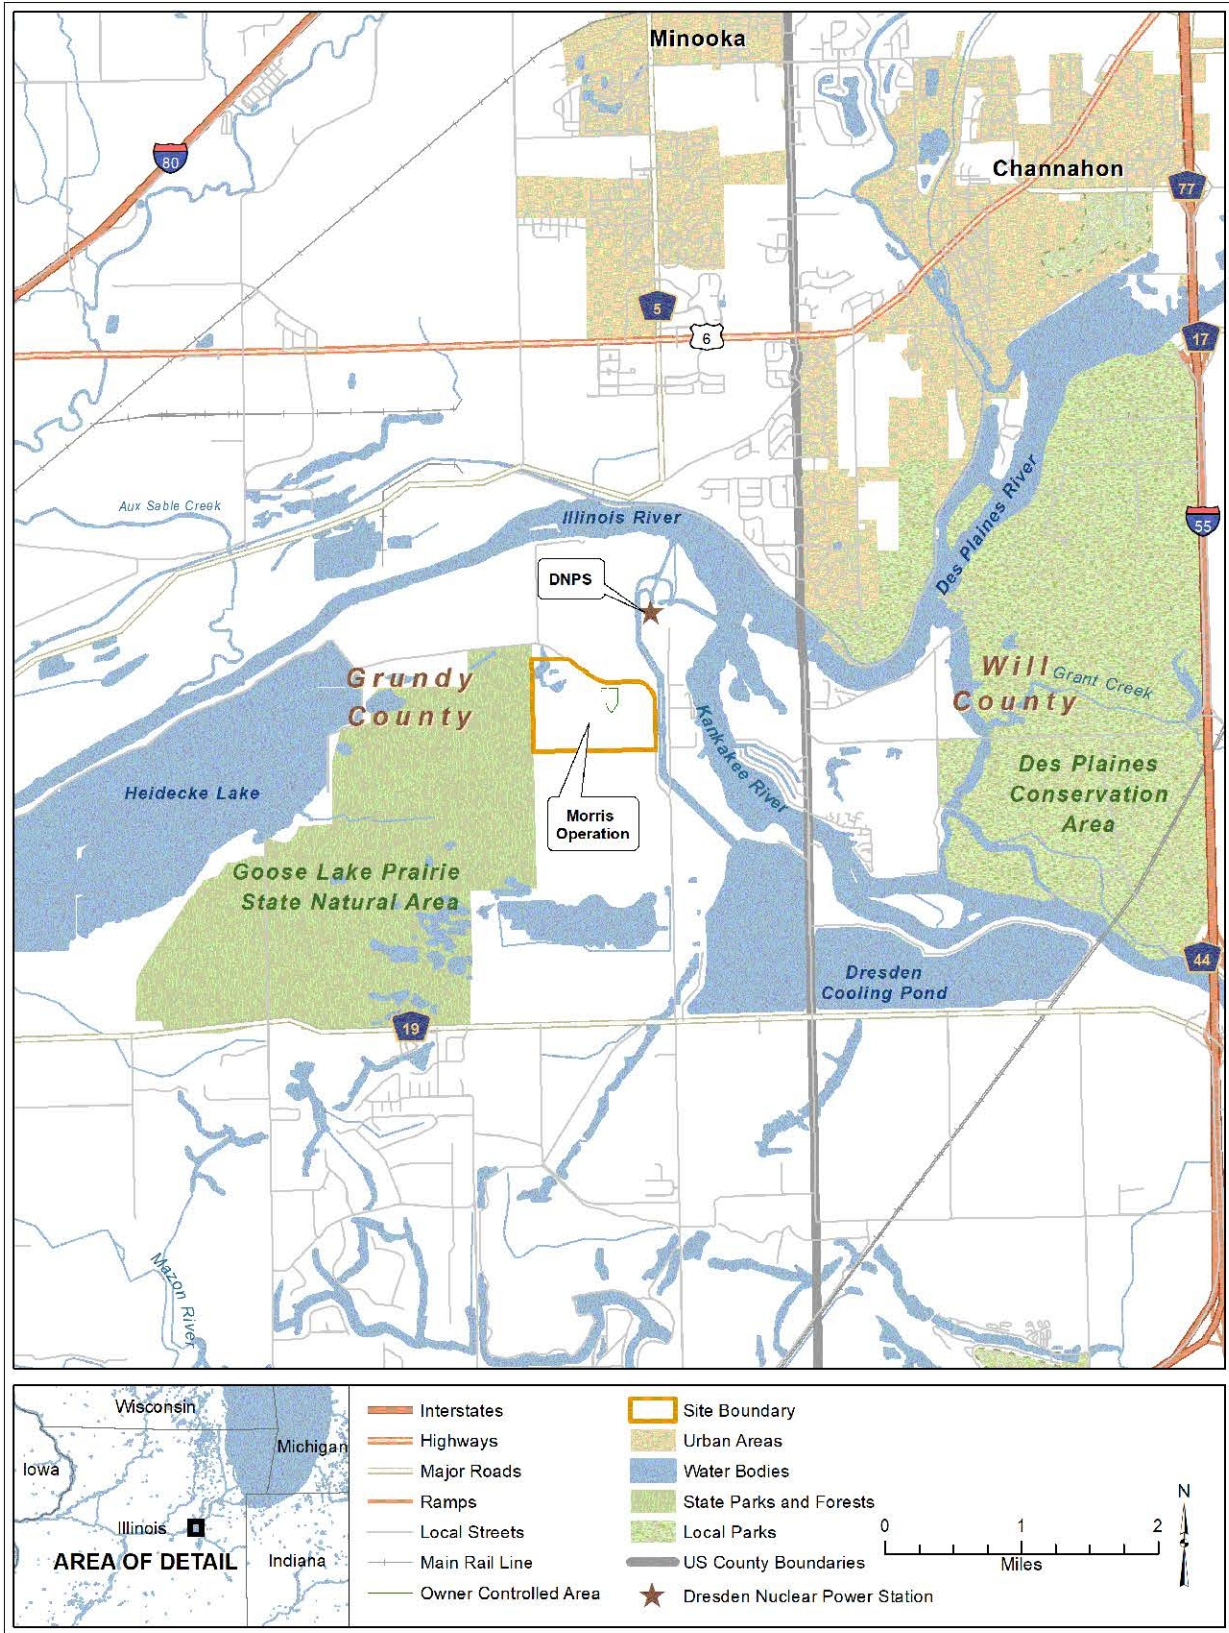 Minooka
80
Channahon
77
5
6
17
Aux Sable Creek
Illinois River
55
Des Plaines River
DNPS
Grundy
County
Will
County
Grant Creek
Kankakee River
Heidecke Lake
Des Plaines
Conservation
Area
Morris
Operation
Goose Lake Prairie
State Natural Area
44
Dresden
Cooling Pond
19
Mazon River
Wisconsin
Michigan
Iowa
Illinois
AREA OF DETAIL
Indiana
Interstates
Highways
Major Roads
Ramps
Local Streets
Main Rail Line
Owner Controlled Area
Site Boundary
Urban Areas
Water Bodies
State Parks and Forests
Local Parks
US County Boundaries
Dresden Nuclear Power Station
0 1 2
Miles
N